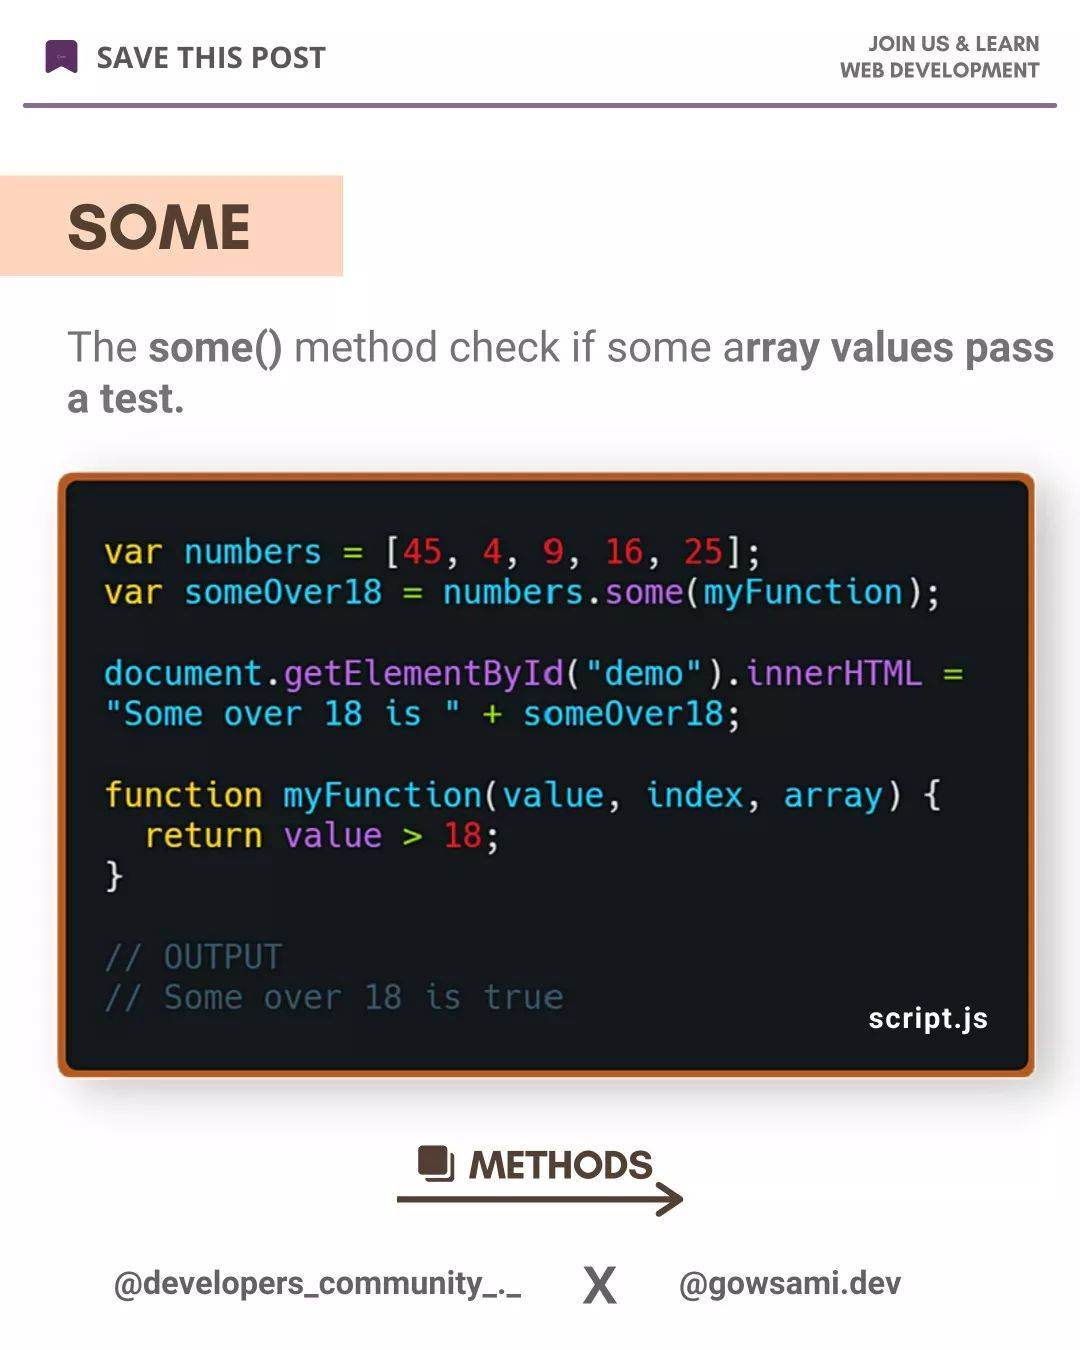 SAVE THIS POST
JOIN US & LEARN
WEB DEVELOPMENT
SOME
The some() method check if some array values pass
a test.
var numbers = [45, 4, 9, 16, 25];
var someOver18 = numbers.some(myFunction);
document.getElementById("demo").innerHTML =
"Some over 18 is " + someOver18;
function myFunction(value, index, array) {
  return value > 18;
}
// OUTPUT
// Some over 18 is true
script.js
METHODS
@developers_community_._ X @gowsami.dev